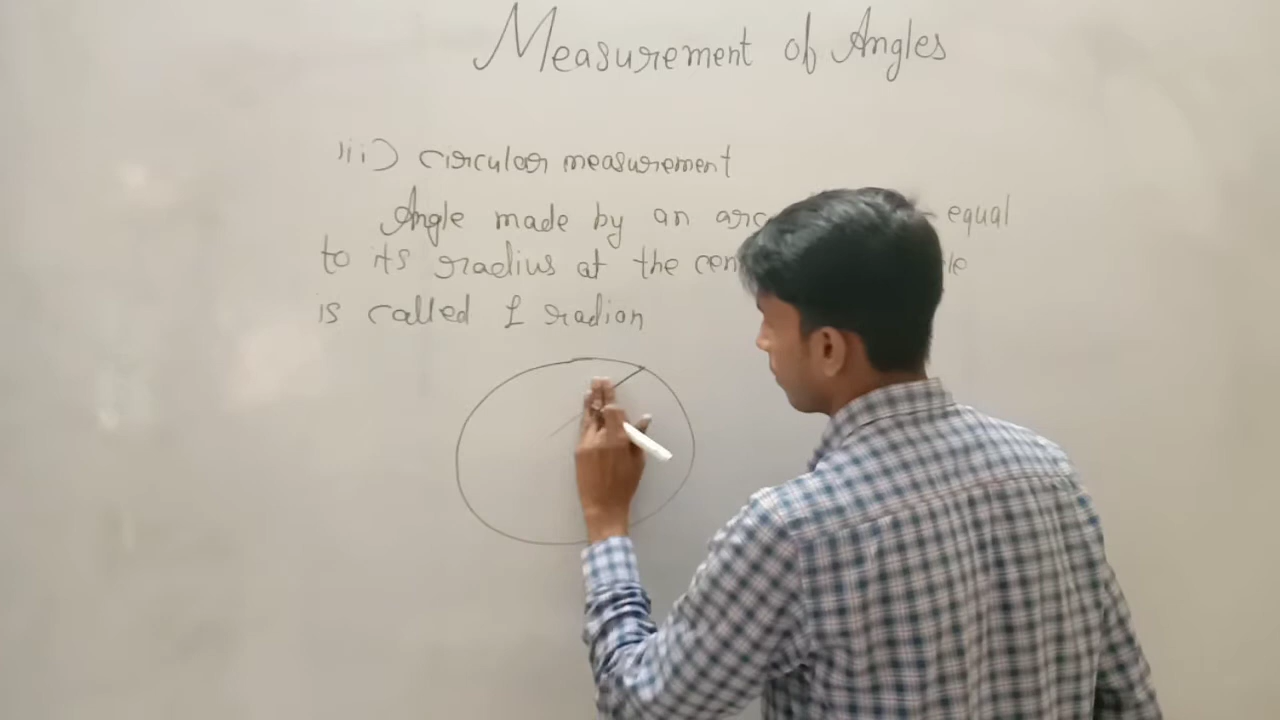 Measurement of Angles
iii) circular measurement
Angle made by an arc equal
to its radius at the
is called 1 radian